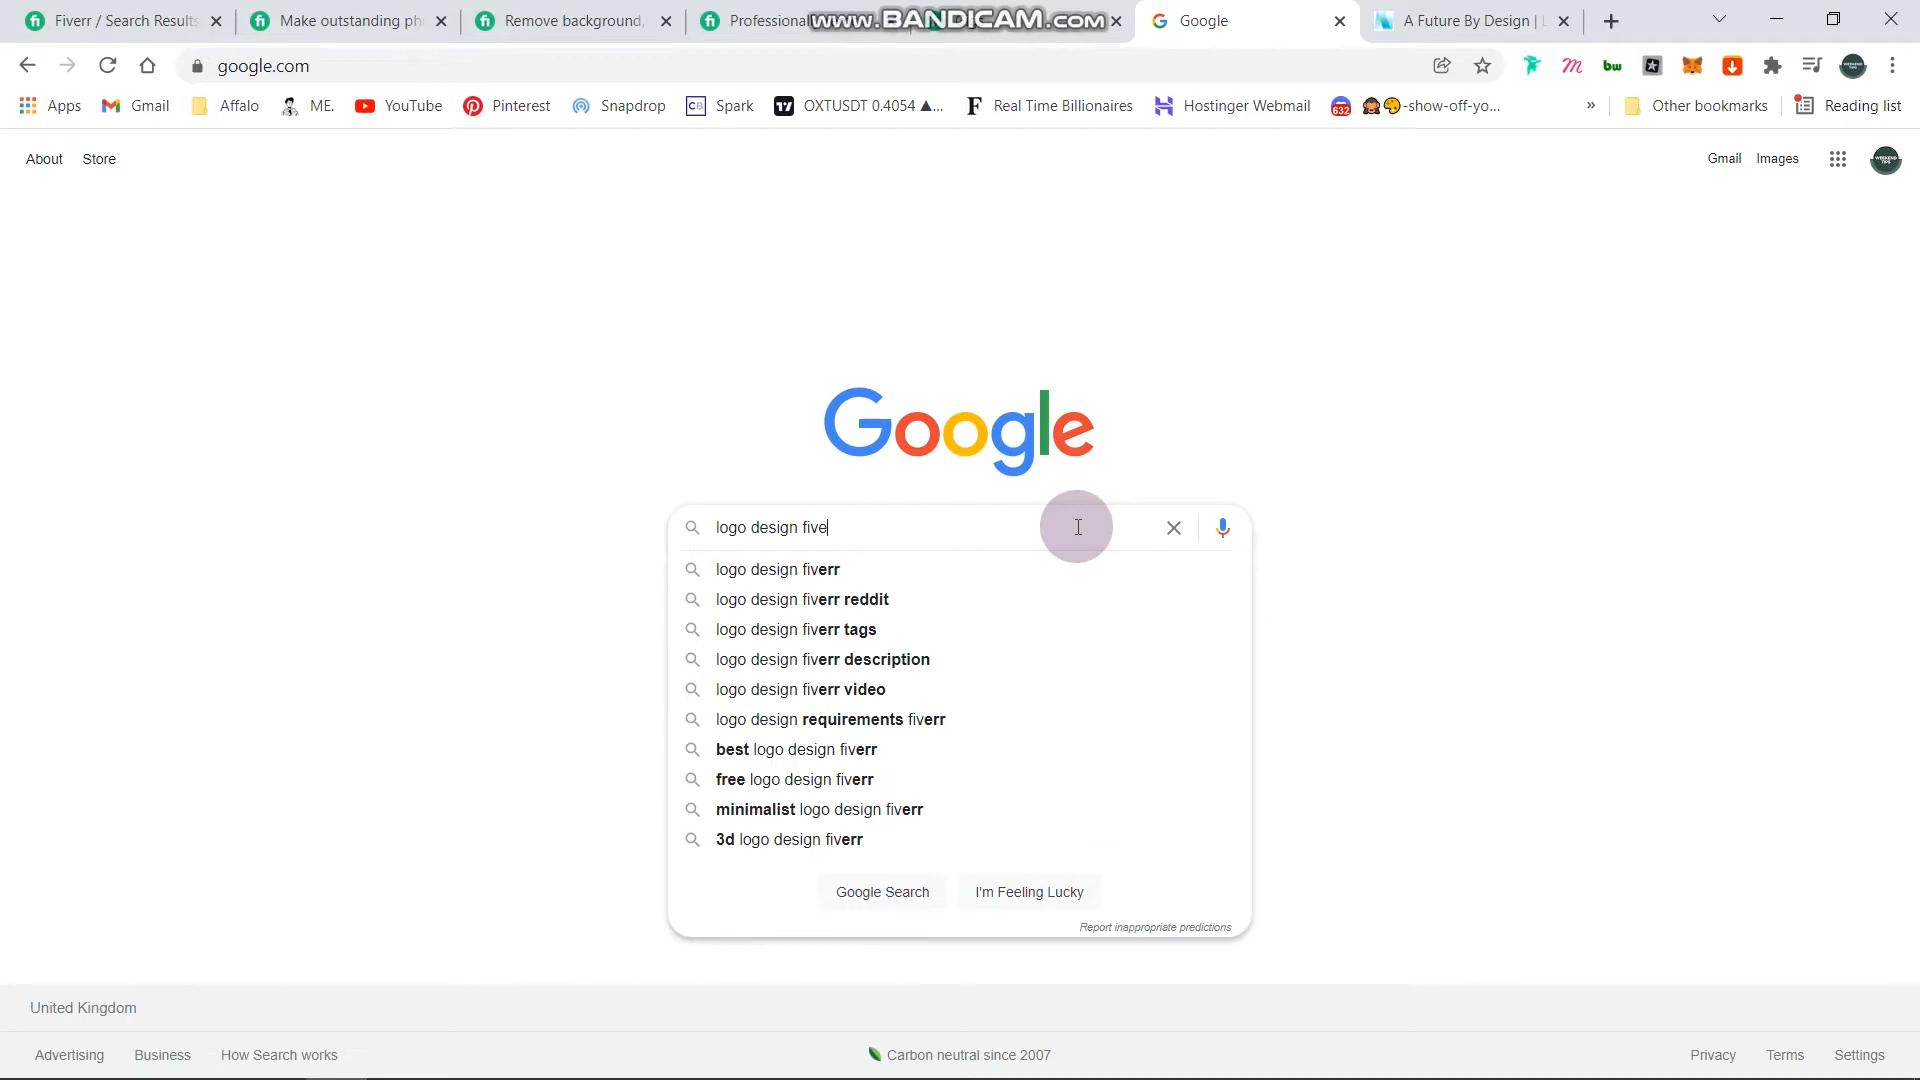 Fiverr / Search Results
Make outstanding ph
Remove background,
Professional
www.BANDICAM.com
Google
A Future By Design | L
google.com
Apps
Gmail
Affalo
ME.
YouTube
Pinterest
Snapdrop
Spark
OXTUSDT 0.4054 ▲...
Real Time Billionaires
Hostinger Webmail
632
-show-off-yo...
»
Other bookmarks
Reading list
About
Store
Gmail
Images
Google
logo design five
logo design fiverr
logo design fiverr reddit
logo design fiverr tags
logo design fiverr description
logo design fiverr video
logo design requirements fiverr
best logo design fiverr
free logo design fiverr
minimalist logo design fiverr
3d logo design fiverr
Google Search
I'm Feeling Lucky
Report inappropriate predictions
United Kingdom
Advertising
Business
How Search works
Carbon neutral since 2007
Privacy
Terms
Settings